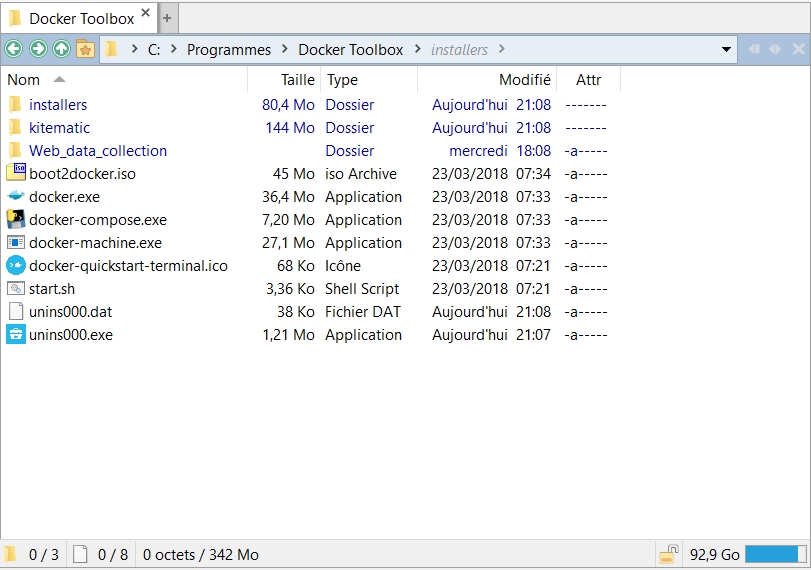 Docker Toolbox
C: Programmes Docker Toolbox installers
Nom Taille Type Modifié Attr
installers 80,4 Mo Dossier Aujourd'hui 21:08 -------
kitematic 144 Mo Dossier Aujourd'hui 21:08 -------
Web_data_collection Dossier mercredi 18:08 -a-----
boot2docker.iso 45 Mo iso Archive 23/03/2018 07:34 -a-----
docker.exe 36,4 Mo Application 23/03/2018 07:33 -a-----
docker-compose.exe 7,20 Mo Application 23/03/2018 07:33 -a-----
docker-machine.exe 27,1 Mo Application 23/03/2018 07:33 -a-----
docker-quickstart-terminal.ico 68 Ko Icône 23/03/2018 07:21 -a-----
start.sh 3,36 Ko Shell Script 23/03/2018 07:21 -a-----
unins000.dat 38 Ko Fichier DAT Aujourd'hui 21:08 -a-----
unins000.exe 1,21 Mo Application Aujourd'hui 21:07 -a-----
0 / 3 0 / 8 0 octets / 342 Mo 92,9 Go